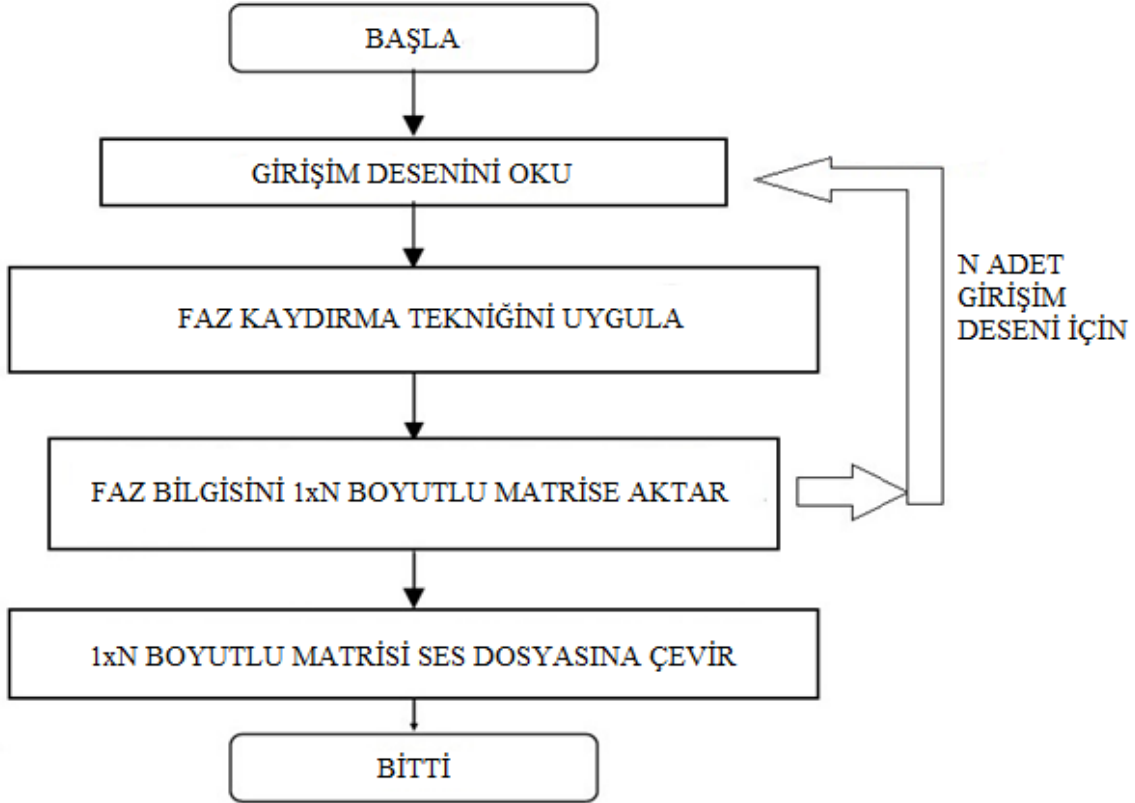 BAŞLA
GİRİŞİM DESENİNİ OKU
FAZ KAYDIRMA TEKNİĞİNİ UYGULA
N ADET
GİRİŞİM
DESENİ İÇİN
FAZ BİLGİSİNİ 1xN BOYUTLU MATRİSE AKTAR
1xN BOYUTLU MATRİSİ SES DOSYASINA ÇEVİR
BİTTİ